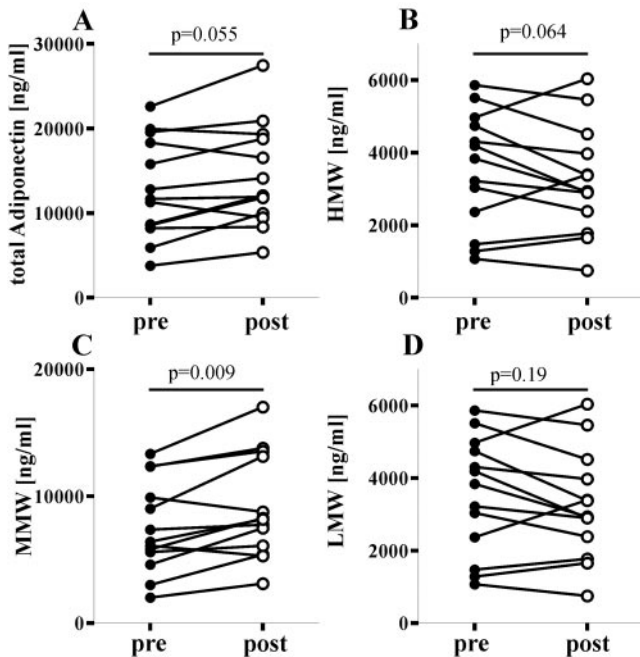 A
p=0.055
total Adiponectin [ng/ml]
30000
20000
10000
0
pre
post
B
p=0.064
HMW [ng/ml]
6000
4000
2000
0
pre
post
C
p=0.009
MMW [ng/ml]
20000
10000
0
pre
post
D
p=0.19
LMW [ng/ml]
6000
4000
2000
0
pre
post